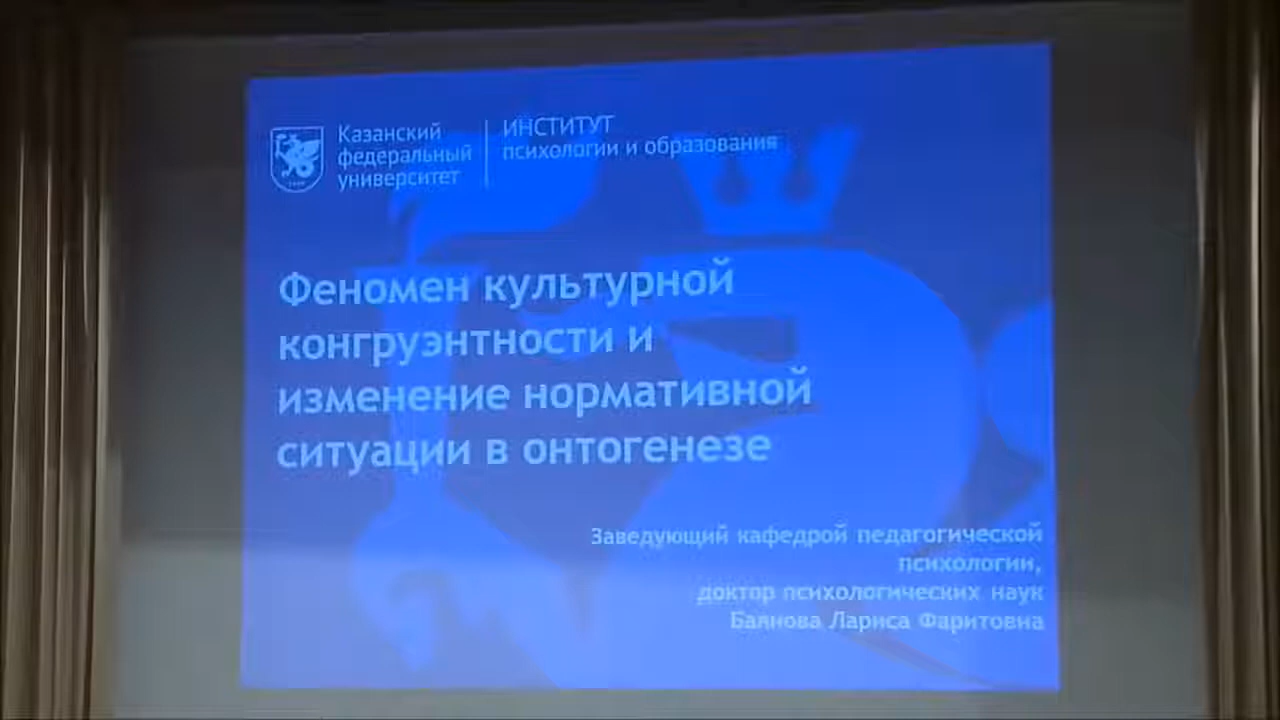 Казанский
федеральный
университет
ИНСТИТУТ
психологии и образования
Феномен культурной
конгруэнтности и
изменение нормативной
ситуации в онтогенезе
Заведующий кафедрой педагогической
психологии,
доктор психологических наук
Баянова Лариса Фаритовна